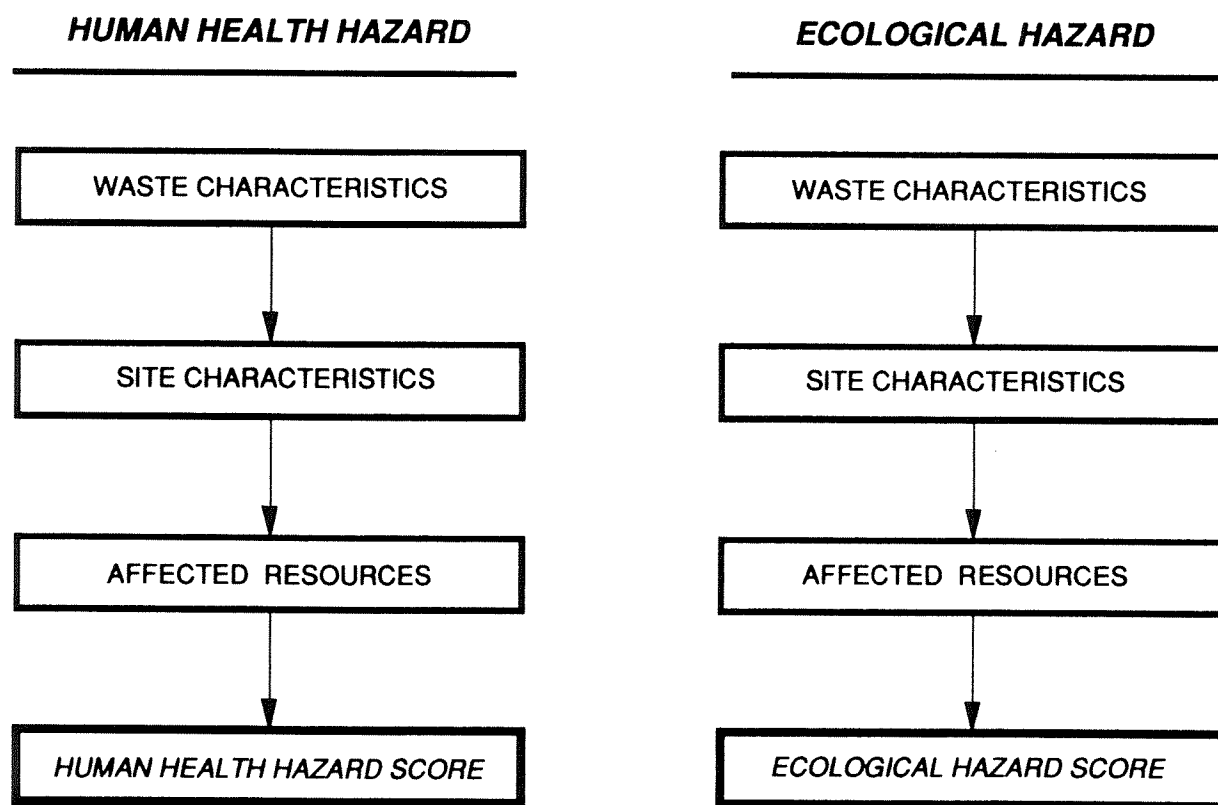 HUMAN HEALTH HAZARD
WASTE CHARACTERISTICS
SITE CHARACTERISTICS
AFFECTED RESOURCES
HUMAN HEALTH HAZARD SCORE
ECOLOGICAL HAZARD
WASTE CHARACTERISTICS
SITE CHARACTERISTICS
AFFECTED RESOURCES
ECOLOGICAL HAZARD SCORE